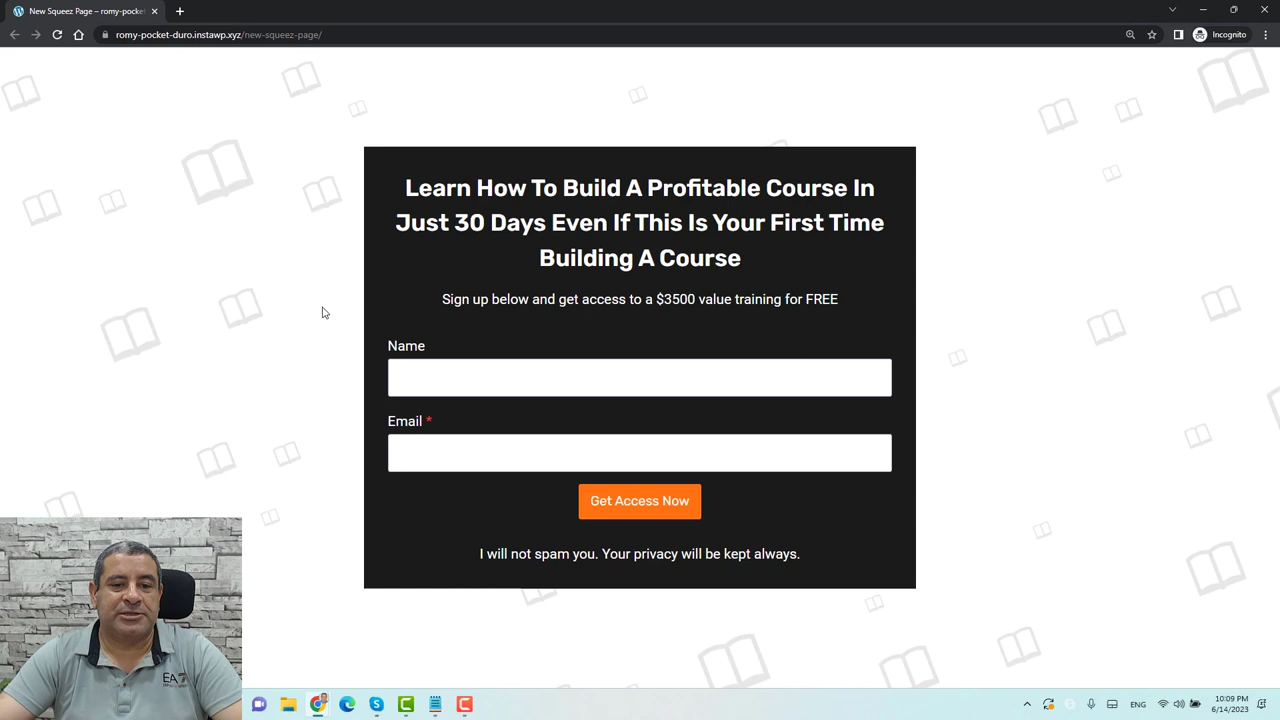 New Squeez Page – romy-pocket
romy-pocket-duro.instawp.xyz/new-squeez-page/
Incognito
Learn How To Build A Profitable Course In
Just 30 Days Even If This Is Your First Time
Building A Course
Sign up below and get access to a $3500 value training for FREE
Name
Email *
Get Access Now
I will not spam you. Your privacy will be kept always.
EA7
ENG
10:09 PM
6/14/2023